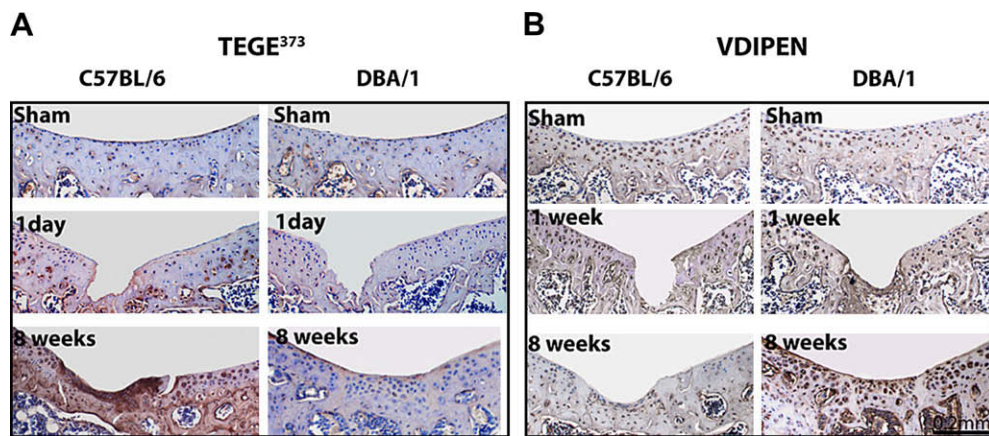 A
TEGE³⁷³
C57BL/6 DBA/1
Sham Sham
1day 1day
8 weeks 8 weeks
B
VDIPEN
C57BL/6 DBA/1
Sham Sham
1 week 1 week
8 weeks 8 weeks
0.2mm